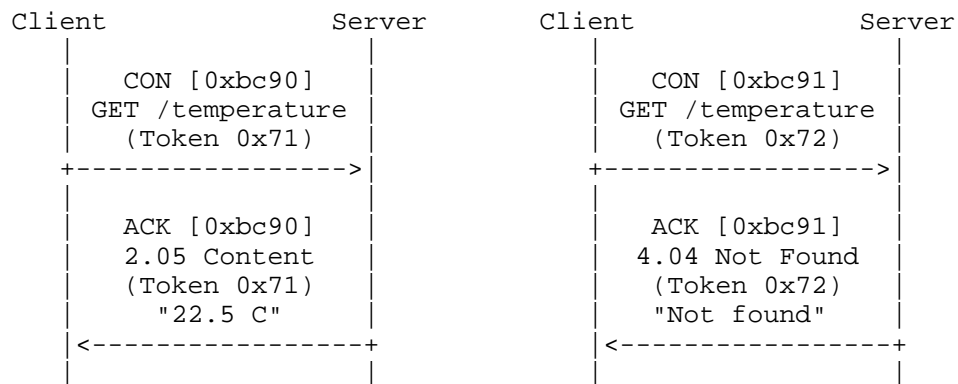 Client Server Client Server
CON [0xbc90] CON [0xbc91]
GET /temperature GET /temperature
(Token 0x71) (Token 0x72)
ACK [0xbc90] ACK [0xbc91]
2.05 Content 4.04 Not Found
(Token 0x71) (Token 0x72)
"22.5 C" "Not found"